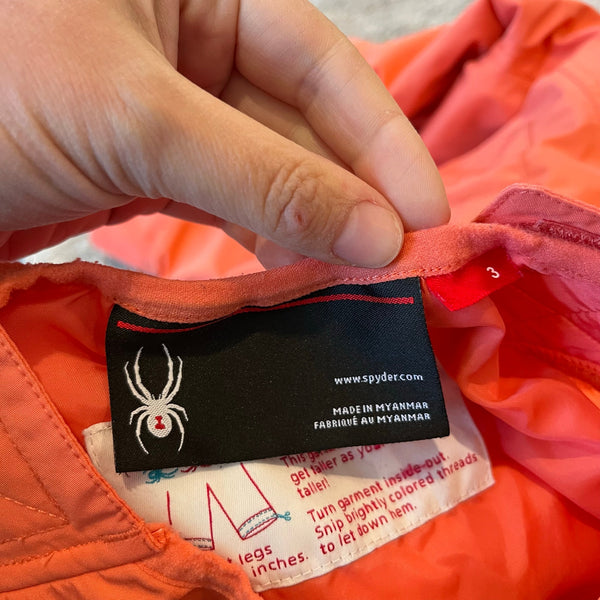 3
www.spyder.com
MADE IN MYANMAR
FABRIQUÉ AU MYANMAR
This
get taller as you
taller!
Turn garment inside-out.
Snip brightly colored threads
to let down hem.
legs
inches.